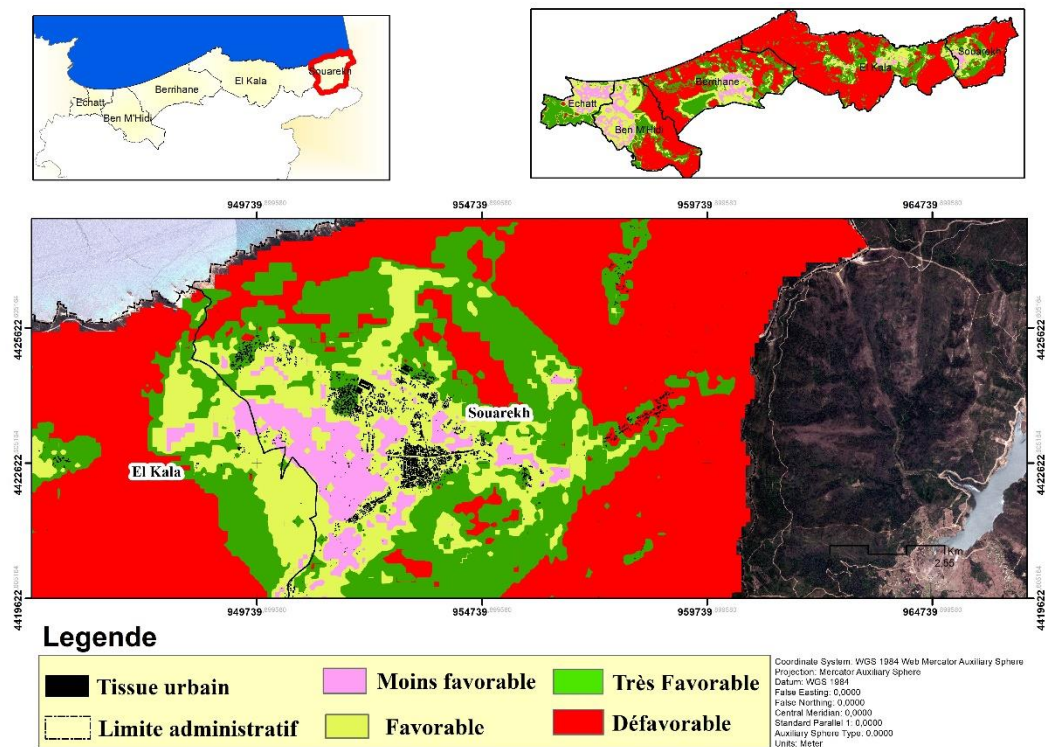 Souarekh
El Kala
Berrihane
Echatt
Ben M'Hidi
Souarekh
El Kala
Berrihane
Echatt
Ben M'Hidi
949739
954739
959739
964739
4425622
4425622
Souarekh
El Kala
4422622
4422622
Km
2,55
4419622
4419622
949739
954739
959739
964739
Legende
Tissue urbain
Moins favorable
Très Favorable
Limite administratif
Favorable
Défavorable
Coordinate System: WGS 1984 Web Mercator Auxiliary Sphere
Projection: Mercator Auxiliary Sphere
Datum: WGS 1984
False Easting: 0,0000
False Northing: 0,0000
Central Meridian: 0,0000
Standard Parallel 1: 0,0000
Auxiliary Sphere Type: 0,0000
Units: Meter